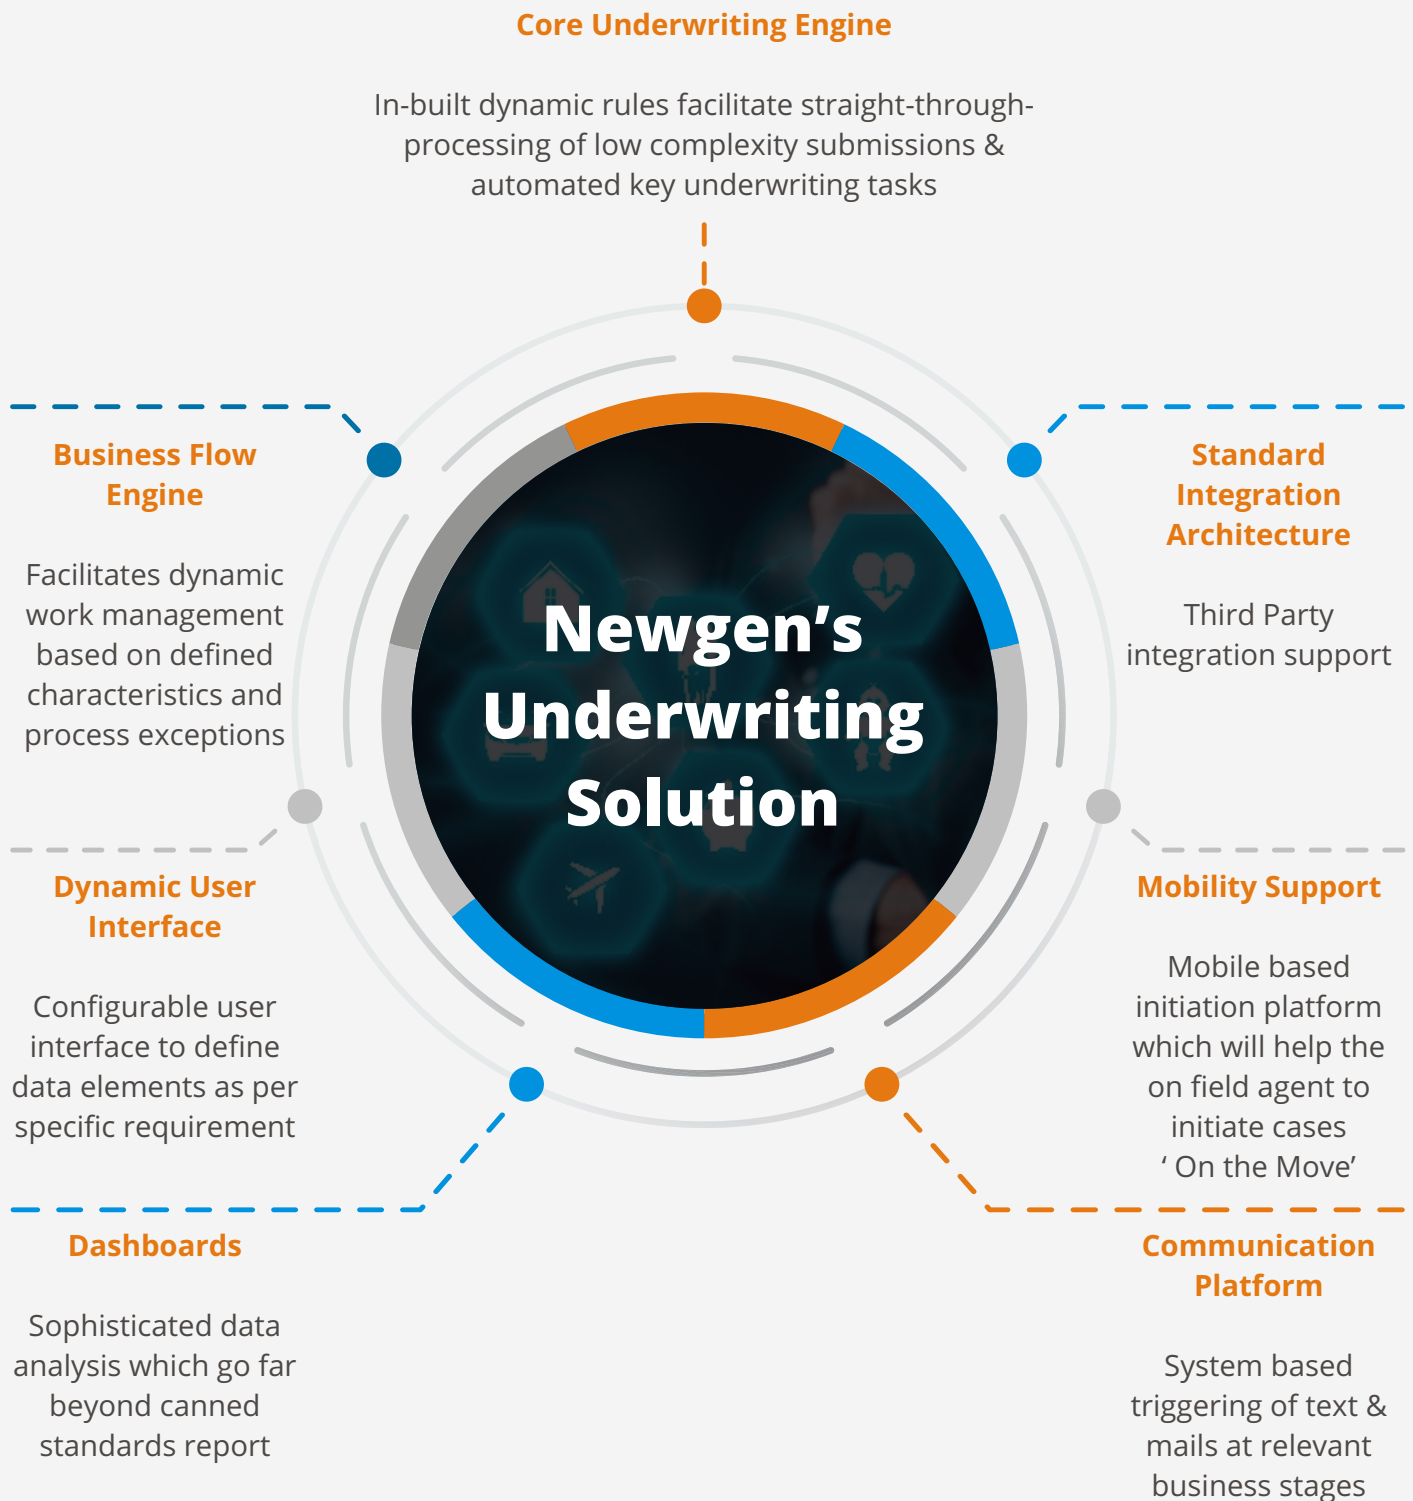 Core Underwriting Engine
In-built dynamic rules facilitate straight-through-
processing of low complexity submissions &
automated key underwriting tasks
Business Flow
Engine
Facilitates dynamic
work management
based on defined
characteristics and
process exceptions
Standard
Integration
Architecture
Third Party
integration support
Newgen’s
Underwriting
Solution
Dynamic User
Interface
Configurable user
interface to define
data elements as per
specific requirement
Mobility Support
Mobile based
initiation platform
which will help the
on field agent to
initiate cases
‘ On the Move’
Dashboards
Sophisticated data
analysis which go far
beyond canned
standards report
Communication
Platform
System based
triggering of text &
mails at relevant
business stages